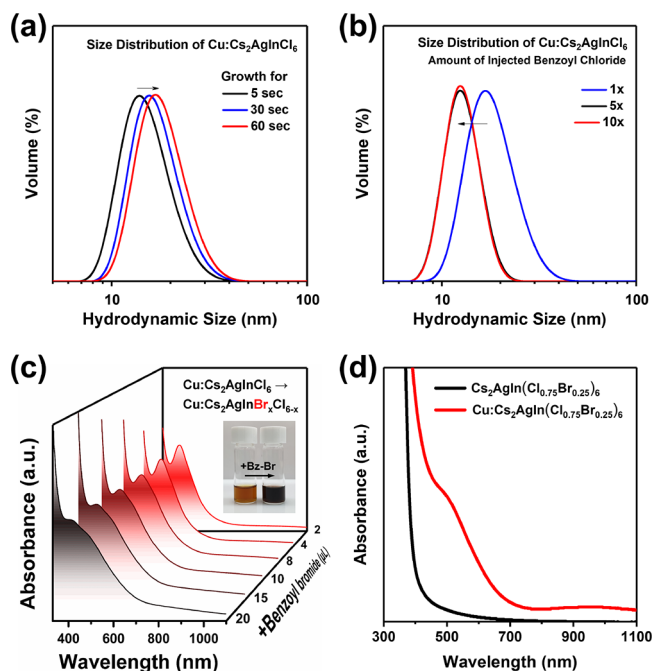 (a)
Size Distribution of Cu:Cs₂AgInCl₆
Growth for
5 sec
30 sec
60 sec
Volume (%)
10
100
Hydrodynamic Size (nm)
(b)
Size Distribution of Cu:Cs₂AgInCl₆
Amount of Injected Benzoyl Chloride
1x
5x
10x
Volume (%)
10
100
Hydrodynamic Size (nm)
(c)
Cu:Cs₂AgInCl₆ →
Cu:Cs₂AgInBrₓCl₆₋ₓ
+Bz-Br
Absorbance (a.u.)
2
4
8
10
15
20
+Benzoyl bromide (μL)
400 600 800 1000
Wavelength (nm)
(d)
Cs₂AgIn(Cl₀.₇₅Br₀.₂₅)₆
Cu:Cs₂AgIn(Cl₀.₇₅Br₀.₂₅)₆
Absorbance (a.u.)
300 500 700 900 1100
Wavelength (nm)